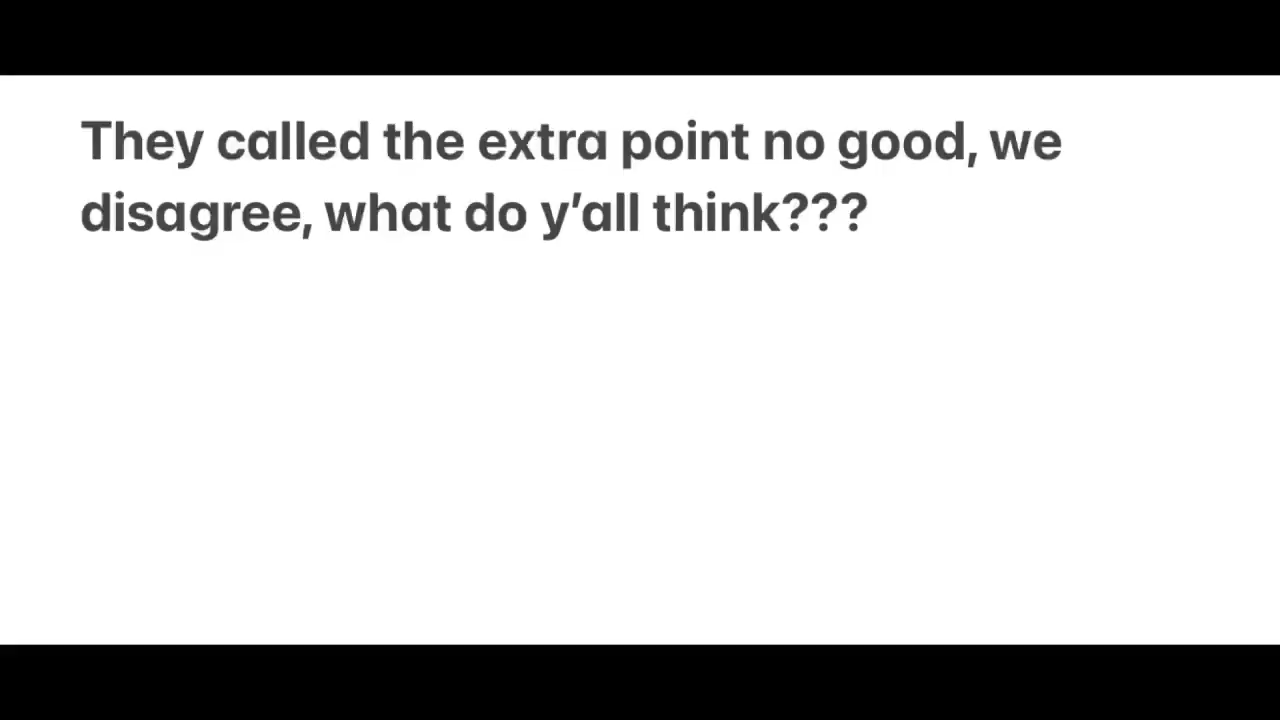 They called the extra point no good, we
disagree, what do y’all think???